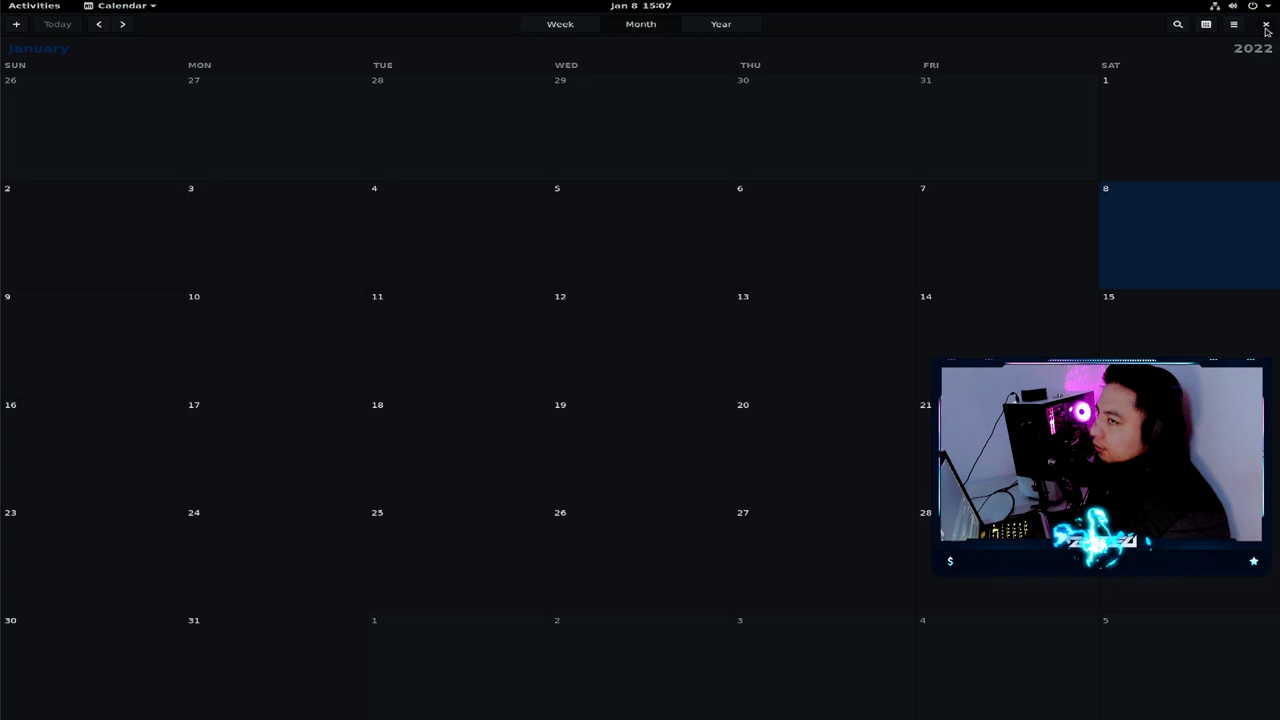 Activities Calendar Jan 8 15:07
Today Week Month Year
January 2022
SUN MON TUE WED THU FRI SAT
26 27 28 29 30 31 1
2 3 4 5 6 7 8
9 10 11 12 13 14 15
16 17 18 19 20 21
23 24 25 26 27 28
$
30 31 1 2 3 4 5